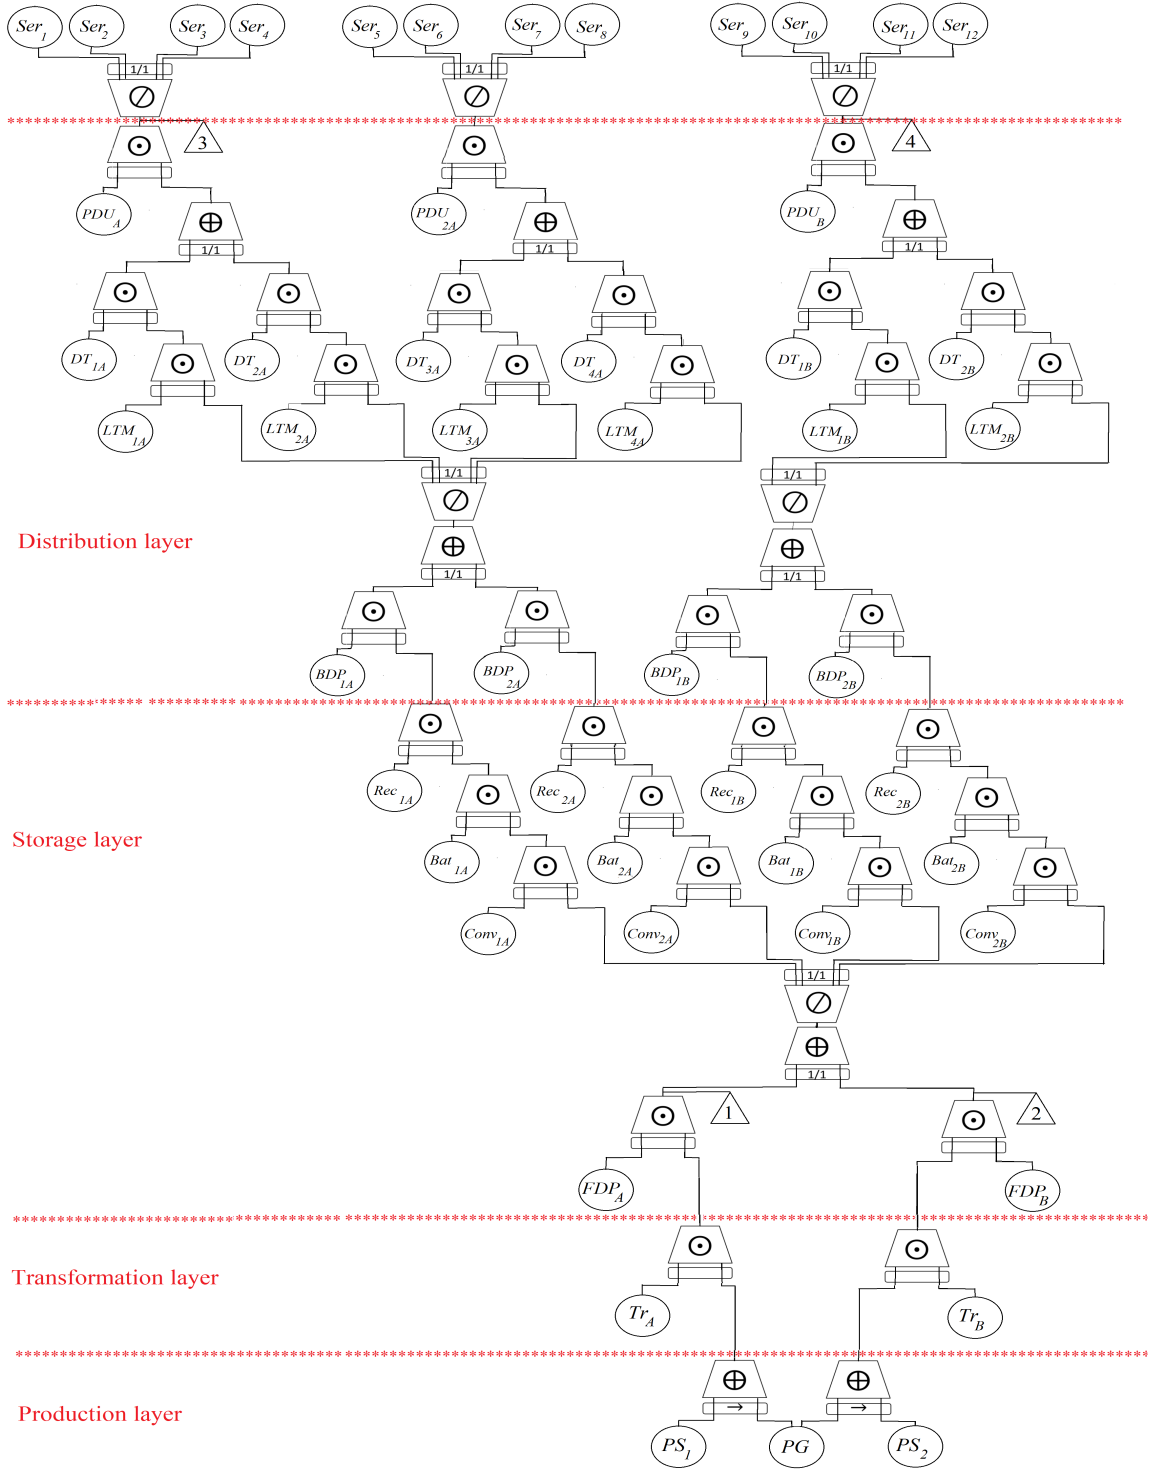 Ser1 Ser2 Ser3 Ser4 Ser5 Ser6 Ser7 Ser8 Ser9 Ser10 Ser11 Ser12
1/1 1/1 1/1
3 4
PDUA PDU2A PDUB
1/1 1/1 1/1
DT1A DT2A DT3A DT4A DT1B DT2B
LTM1A LTM2A LTM3A LTM4A LTM1B LTM2B
1/1 1/1
Distribution layer
1/1 1/1
BDP1A BDP2A BDP1B BDP2B
Rec1A Rec2A Rec1B Rec2B
Storage layer
Bat1A Bat2A Bat1B Bat2B
Conv1A Conv2A Conv1B Conv2B
1/1
1/1
1 2
FDPA FDPB
Transformation layer
TrA TrB
Production layer
→ →
PS1 PG PS2